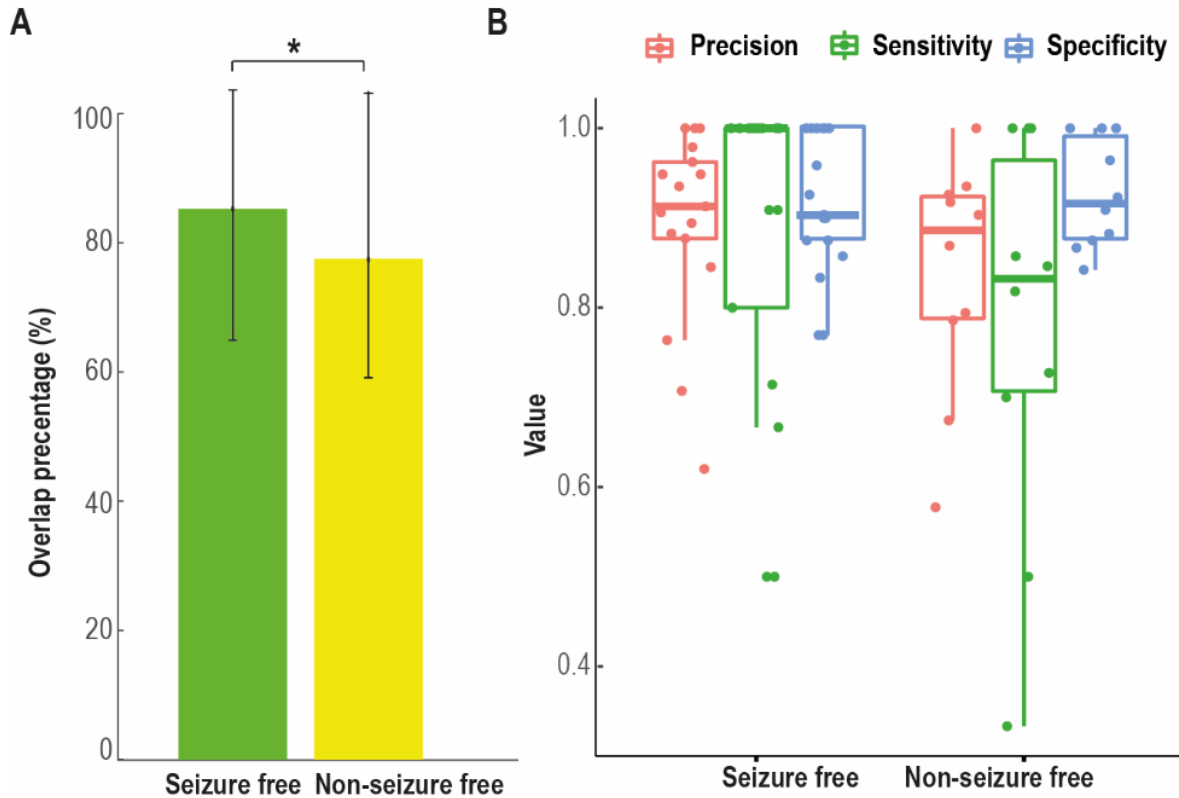 A
*
100
80
60
40
20
0
Overlap precentage (%)
Seizure free Non-seizure free
B
Precision Sensitivity Specificity
1.0
0.8
0.6
0.4
Value
Seizure free Non-seizure free